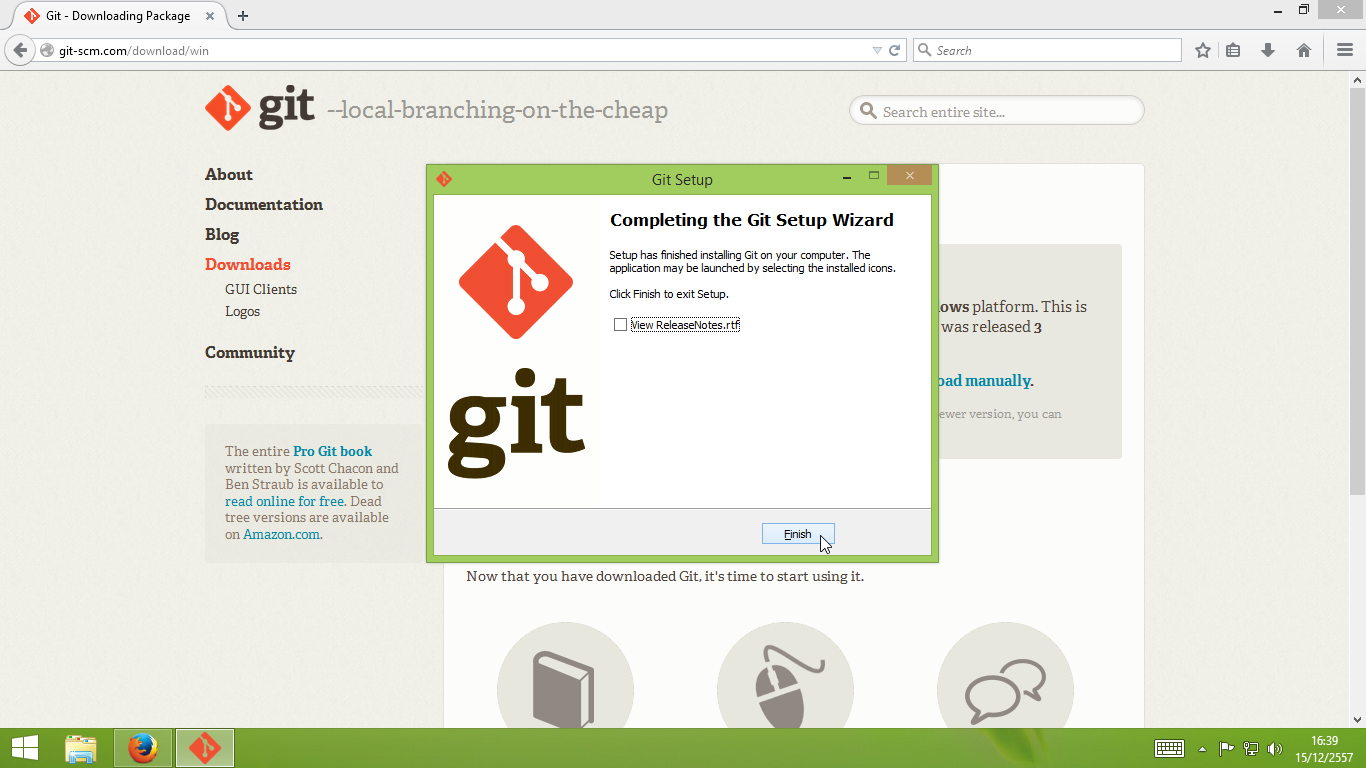 Git - Downloading Package
git-scm.com/download/win
Search
git --local-branching-on-the-cheap
Search entire site...
About
Documentation
Blog
Downloads
GUI Clients
Logos
Community
The entire Pro Git book
written by Scott Chacon and
Ben Straub is available to
read online for free. Dead
tree versions are available
on Amazon.com.
Git Setup
Completing the Git Setup Wizard
Setup has finished installing Git on your computer. The
application may be launched by selecting the installed icons.
Click Finish to exit Setup.
View ReleaseNotes.rtf
git
Finish
platform. This is
was released 3
manually.
version, you can
Now that you have downloaded Git, it's time to start using it.
16:39
15/12/2557